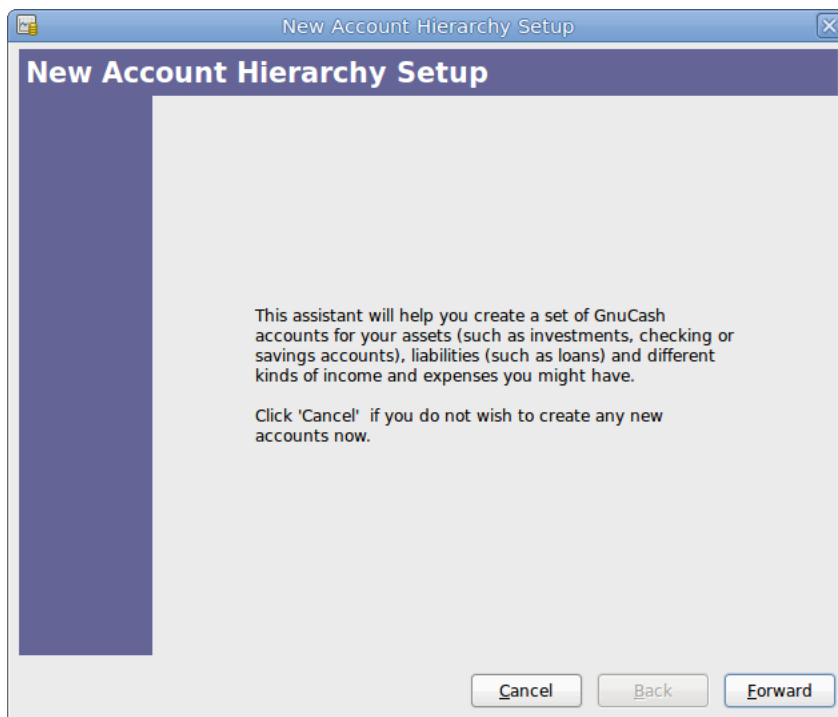 New Account Hierarchy Setup
New Account Hierarchy Setup
This assistant will help you create a set of GnuCash
accounts for your assets (such as investments, checking or
savings accounts), liabilities (such as loans) and different
kinds of income and expenses you might have.
Click 'Cancel'  if you do not wish to create any new
accounts now.
Cancel Back Forward